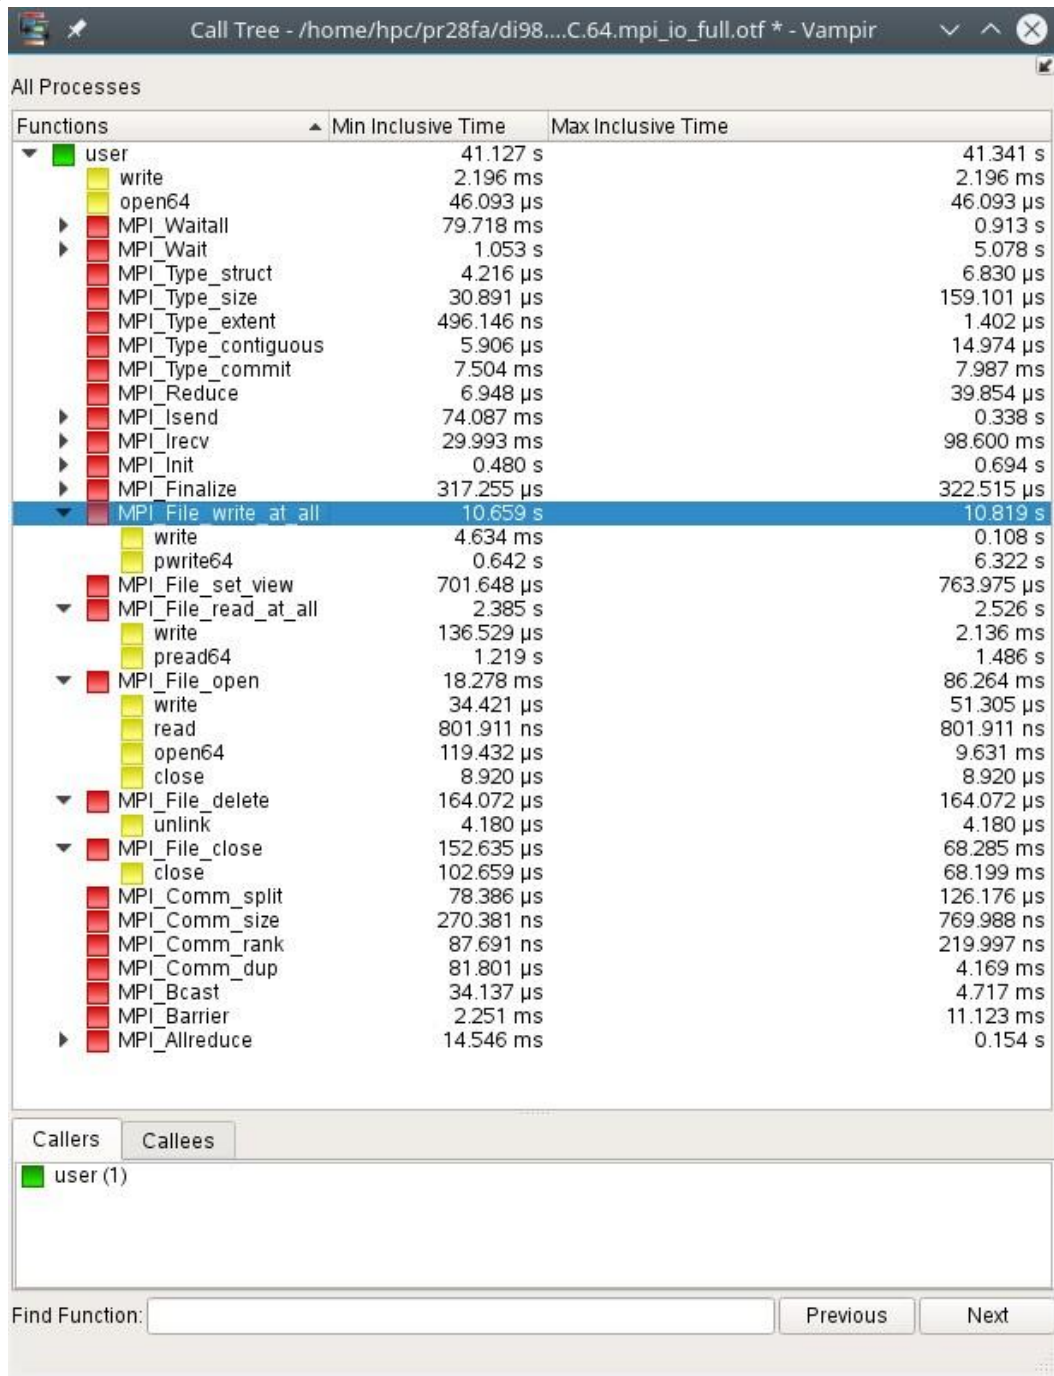 Call Tree - /home/hpc/pr28fa/di98....C.64.mpi_io_full.otf * - Vampir
All Processes
Functions Min Inclusive Time Max Inclusive Time
user 41.127 s 41.341 s
write 2.196 ms 2.196 ms
open64 46.093 µs 46.093 µs
MPI_Waitall 79.718 ms 0.913 s
MPI_Wait 1.053 s 5.078 s
MPI_Type_struct 4.216 µs 6.830 µs
MPI_Type_size 30.891 µs 159.101 µs
MPI_Type_extent 496.146 ns 1.402 µs
MPI_Type_contiguous 5.906 µs 14.974 µs
MPI_Type_commit 7.504 ms 7.987 ms
MPI_Reduce 6.948 µs 39.854 µs
MPI_Isend 74.087 ms 0.338 s
MPI_Irecv 29.993 ms 98.600 ms
MPI_Init 0.480 s 0.694 s
MPI_Finalize 317.255 µs 322.515 µs
MPI_File_write_at_all 10.659 s 10.819 s
write 4.634 ms 0.108 s
pwrite64 0.642 s 6.322 s
MPI_File_set_view 701.648 µs 763.975 µs
MPI_File_read_at_all 2.385 s 2.526 s
write 136.529 µs 2.136 ms
pread64 1.219 s 1.486 s
MPI_File_open 18.278 ms 86.264 ms
write 34.421 µs 51.305 µs
read 801.911 ns 801.911 ns
open64 119.432 µs 9.631 ms
close 8.920 µs 8.920 µs
MPI_File_delete 164.072 µs 164.072 µs
unlink 4.180 µs 4.180 µs
MPI_File_close 152.635 µs 68.285 ms
close 102.659 µs 68.199 ms
MPI_Comm_split 78.386 µs 126.176 µs
MPI_Comm_size 270.381 ns 769.988 ns
MPI_Comm_rank 87.691 ns 219.997 ns
MPI_Comm_dup 81.801 µs 4.169 ms
MPI_Bcast 34.137 µs 4.717 ms
MPI_Barrier 2.251 ms 11.123 ms
MPI_Allreduce 14.546 ms 0.154 s
Callers Callees
user (1)
Find Function: Previous Next